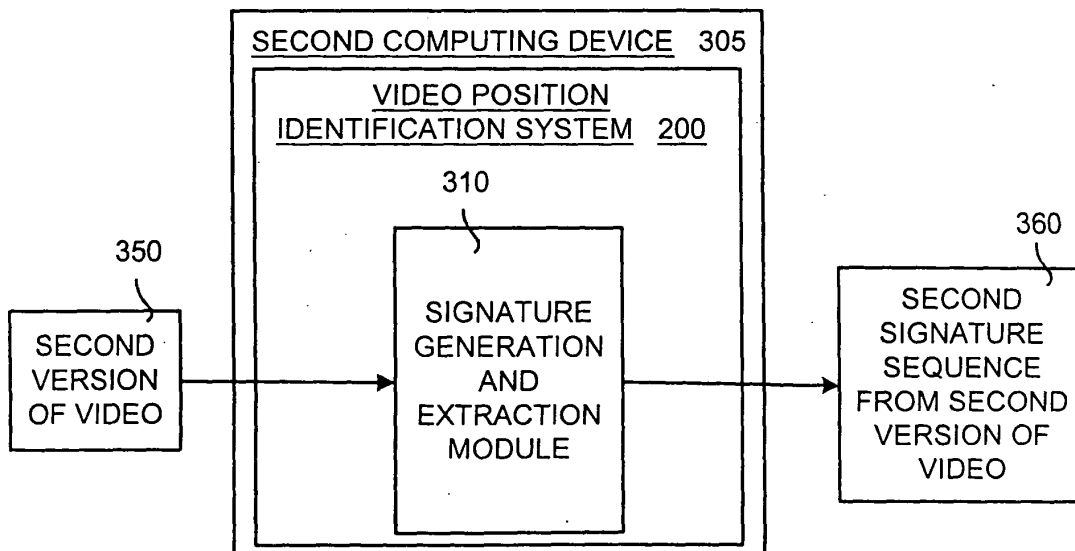 SECOND COMPUTING DEVICE 305
VIDEO POSITION
IDENTIFICATION SYSTEM 200
310
350
360
SECOND
VERSION
OF VIDEO
SIGNATURE
GENERATION
AND
EXTRACTION
MODULE
SECOND
SIGNATURE
SEQUENCE
FROM SECOND
VERSION OF
VIDEO